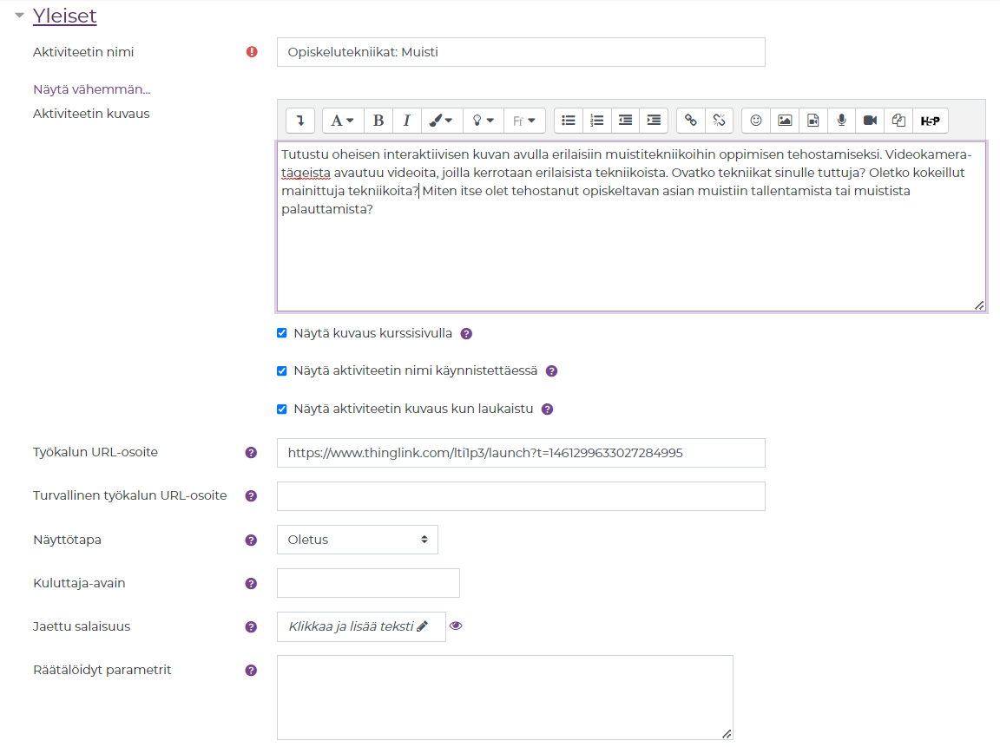 Yleiset
Aktiviteetin nimi
Opiskelutekniikat: Muisti
Näytä vähemmän...
Aktiviteetin kuvaus
A B I Ff H5P
Tutustu oheisen interaktiivisen kuvan avulla erilaisiin muistitekniikoihin oppimisen tehostamiseksi. Videokamera-
tägeista avautuu videoita, joilla kerrotaan erilaisista tekniikoista. Ovatko tekniikat sinulle tuttuja? Oletko kokeillut
mainittuja tekniikoita? Miten itse olet tehostanut opiskeltavan asian muistiin tallentamista tai muistista
palauttamista?
Näytä kuvaus kurssisivulla
Näytä aktiviteetin nimi käynnistettäessä
Näytä aktiviteetin kuvaus kun laukaistu
Työkalun URL-osoite
https://www.thinglink.com/lti1p3/launch?t=1461299633027284995
Turvallinen työkalun URL-osoite
Näyttötapa
Oletus
Kuluttaja-avain
Jaettu salaisuus
Klikkaa ja lisää teksti
Räätälöidyt parametrit